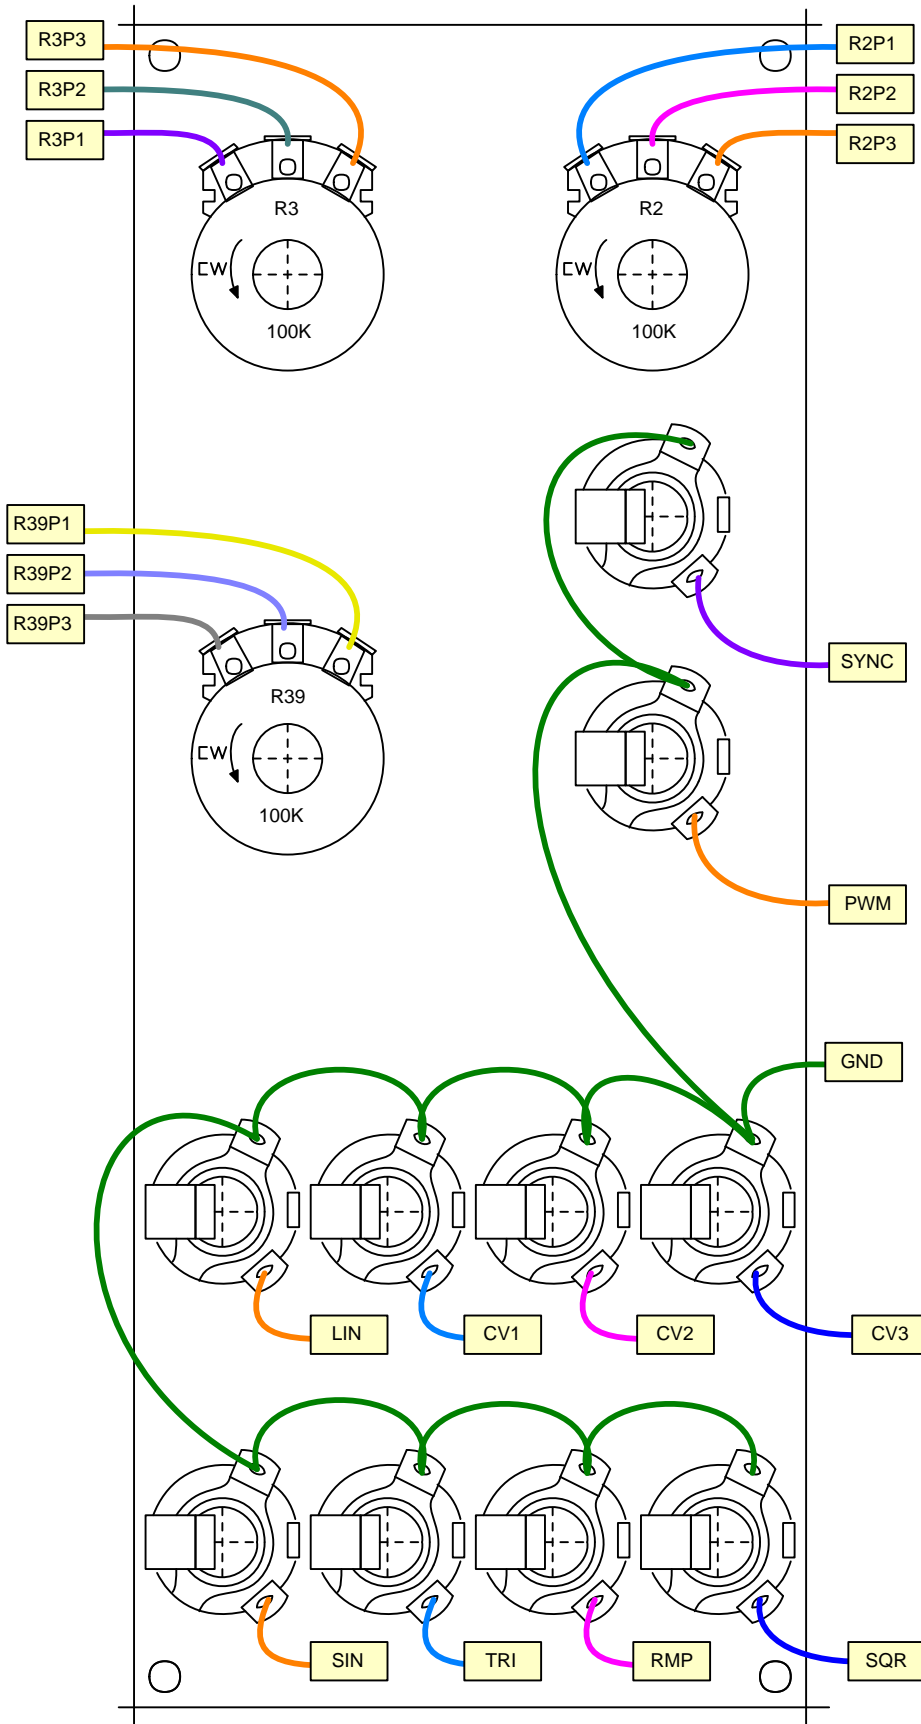 R3P3
R2P1
R3P2
R2P2
R3P1
R2P3
R3
R2
CW
CW
100K
100K
R39P1
R39P2
R39P3
SYNC
R39
CW
100K
PWM
GND
LIN
CV1
CV2
CV3
SIN
TRI
RMP
SQR